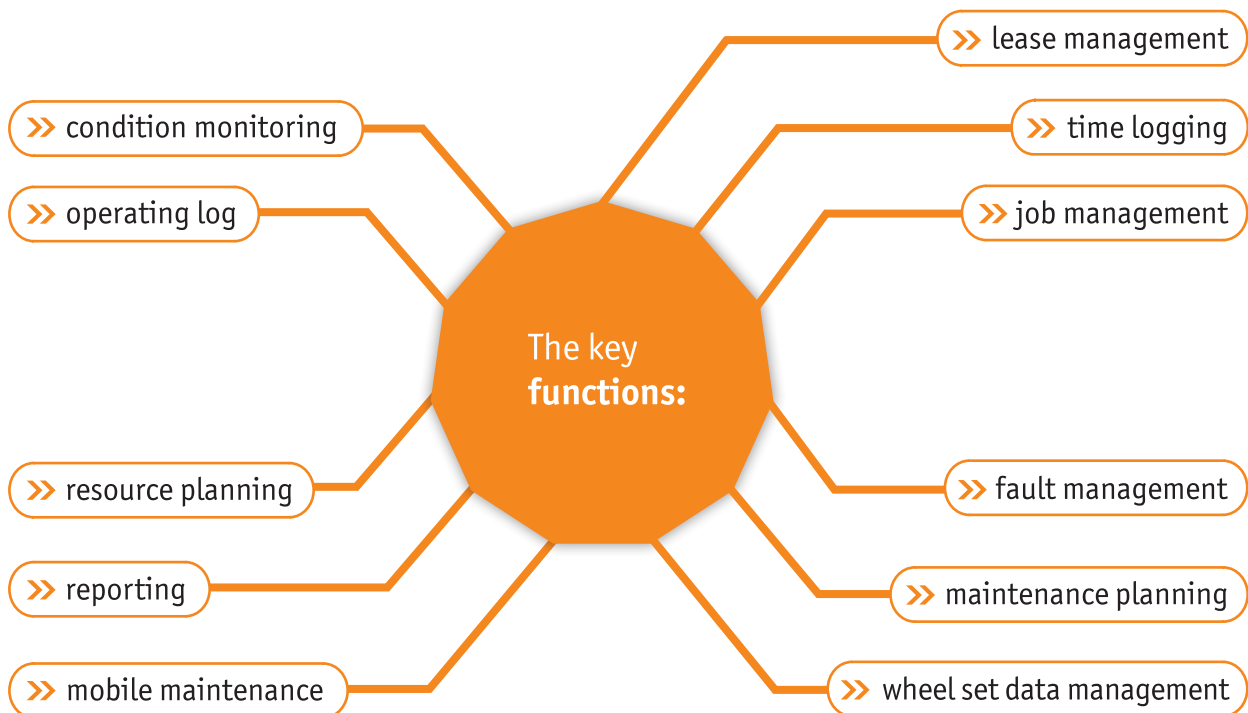 lease management
condition monitoring
time logging
operating log
job management
The key
functions:
resource planning
fault management
reporting
maintenance planning
mobile maintenance
wheel set data management